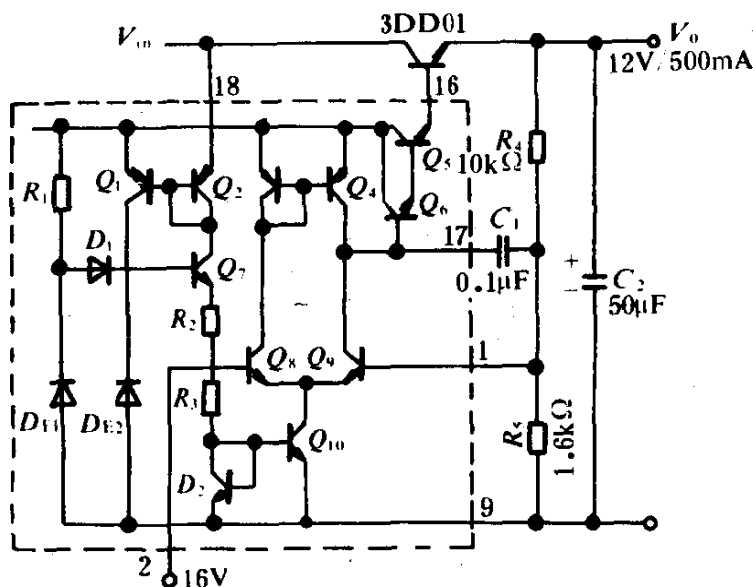 3DD01
V_in
V_o
12V/500mA
18
16
R_1
Q_1
Q_2
Q_4
Q_5
R_4
10kΩ
Q_6
D_1
Q_7
17
C_1
0.1μF
+
−
C_2
50μF
R_2
Q_8
Q_9
1
R_3
R_5
1.6kΩ
D_E1
D_E2
Q_10
D_2
9
2
16V